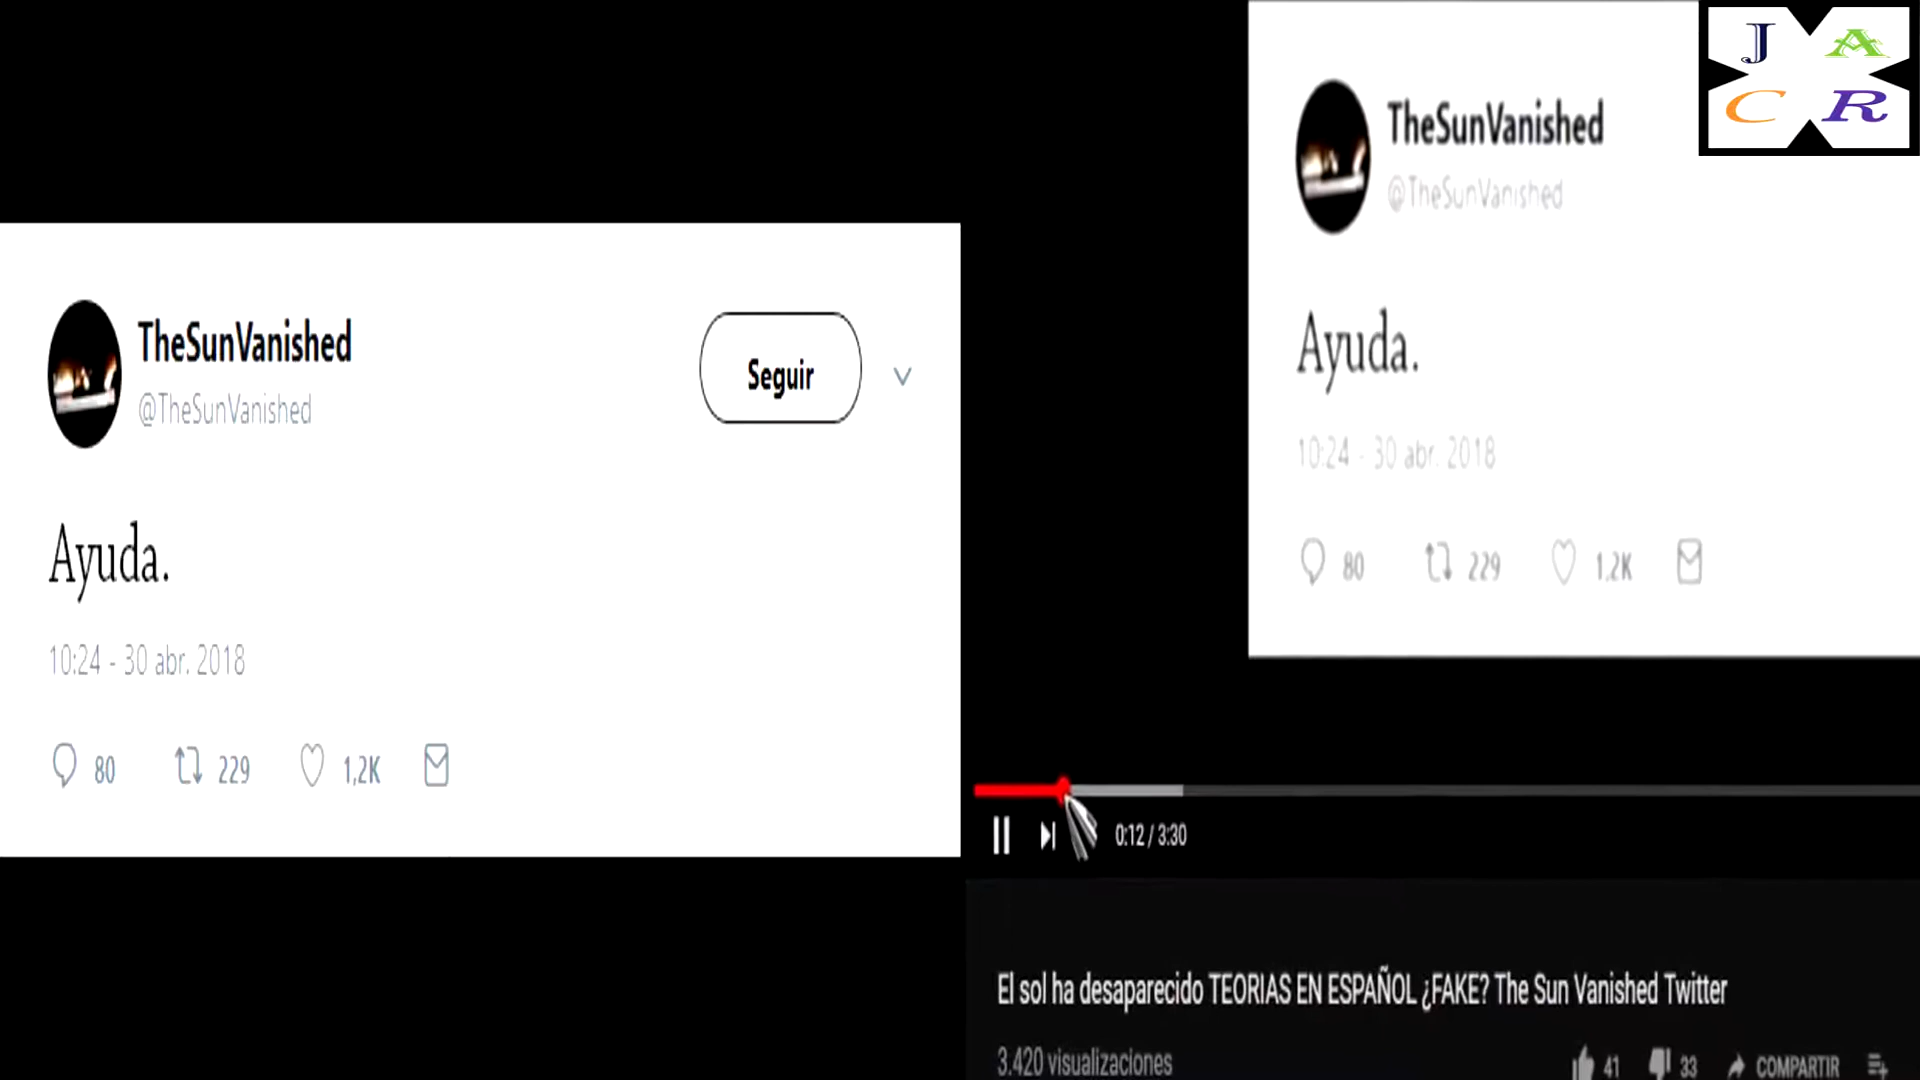 TheSunVanished
@TheSunVanished
Seguir
Ayuda.
10:24 - 30 abr. 2018
80 229 1,2K
J A
C R
TheSunVanished
@TheSunVanished
Ayuda.
10:24 - 30 abr. 2018
80 229 1,2K
0:12 / 3:30
El sol ha desaparecido TEORIAS EN ESPAÑOL ¿FAKE? The Sun Vanished Twitter
3.420 visualizaciones
41 33 COMPARTIR